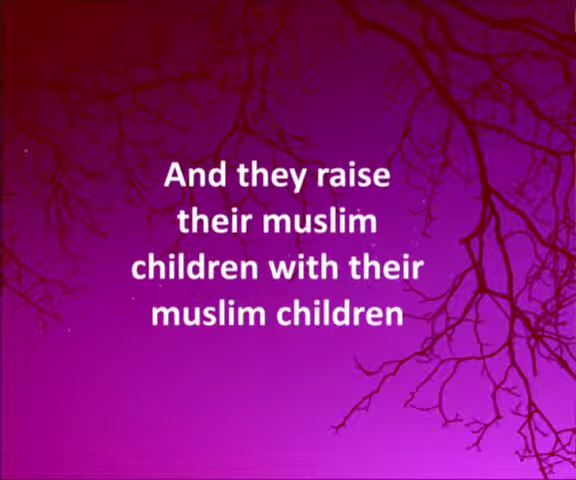 And they raise
their muslim
children with their
muslim children